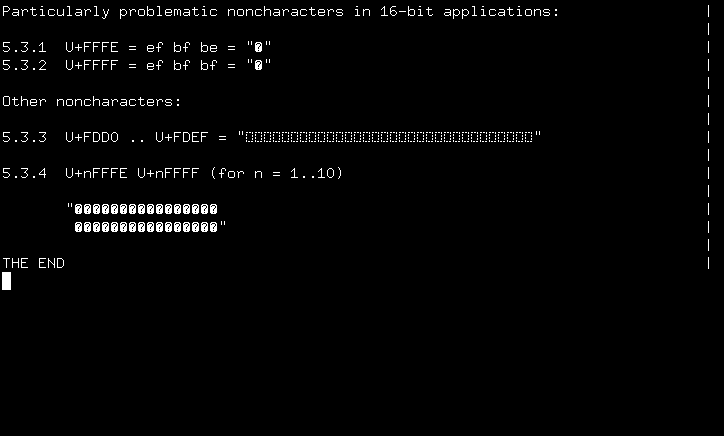 Particularly problematic noncharacters in 16-bit applications: |
|
5.3.1 U+FFFE = ef bf be = "�" |
5.3.2 U+FFFF = ef bf bf = "�" |
|
Other noncharacters: |
|
5.3.3 U+FDD0 .. U+FDEF = "▯▯▯▯▯▯▯▯▯▯▯▯▯▯▯▯▯▯▯▯▯▯▯▯▯▯▯▯▯▯▯▯" |
|
5.3.4 U+nFFFE U+nFFFF (for n = 1..10) |
|
"���������������� |
����������������" |
|
THE END |